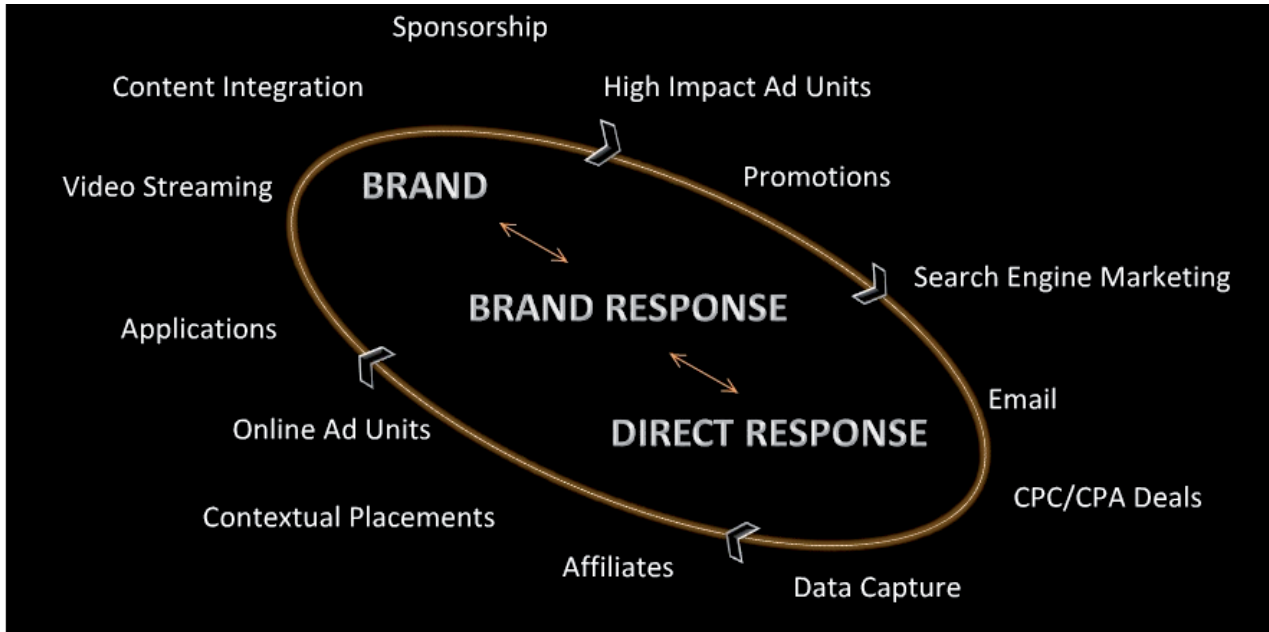 Sponsorship
Content Integration
High Impact Ad Units
Video Streaming
BRAND
Promotions
Search Engine Marketing
BRAND RESPONSE
Applications
Email
Online Ad Units
DIRECT RESPONSE
CPC/CPA Deals
Contextual Placements
Affiliates
Data Capture